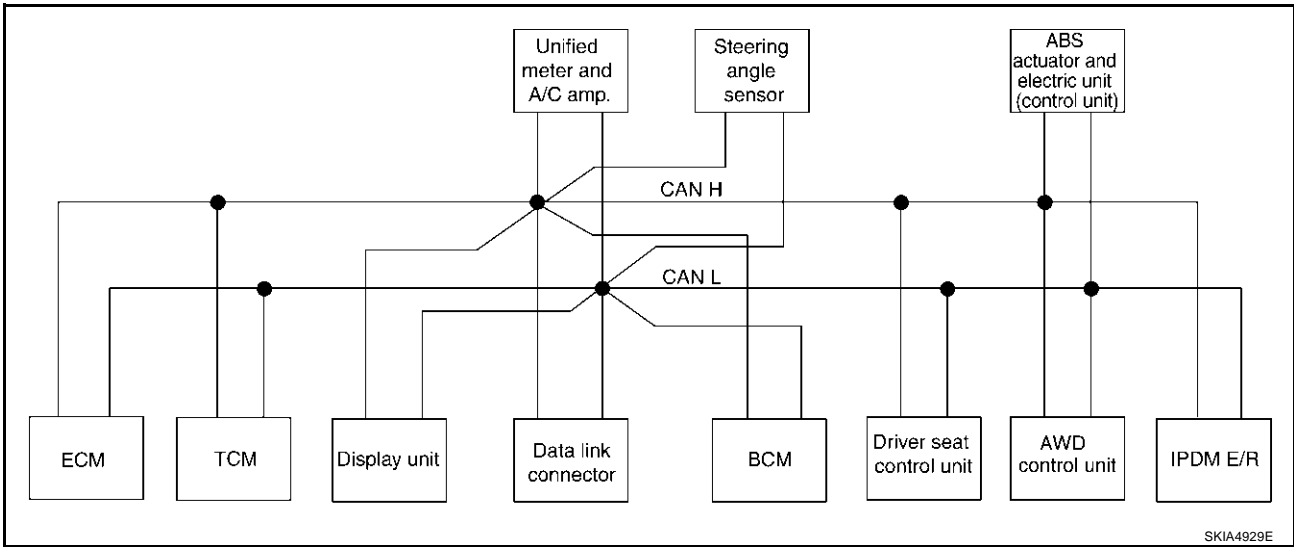 Unified
meter and
A/C amp.
Steering
angle
sensor
ABS
actuator and
electric unit
(control unit)
CAN H
CAN L
ECM
TCM
Display unit
Data link
connector
BCM
Driver seat
control unit
AWD
control unit
IPDM E/R
SKIA4929E